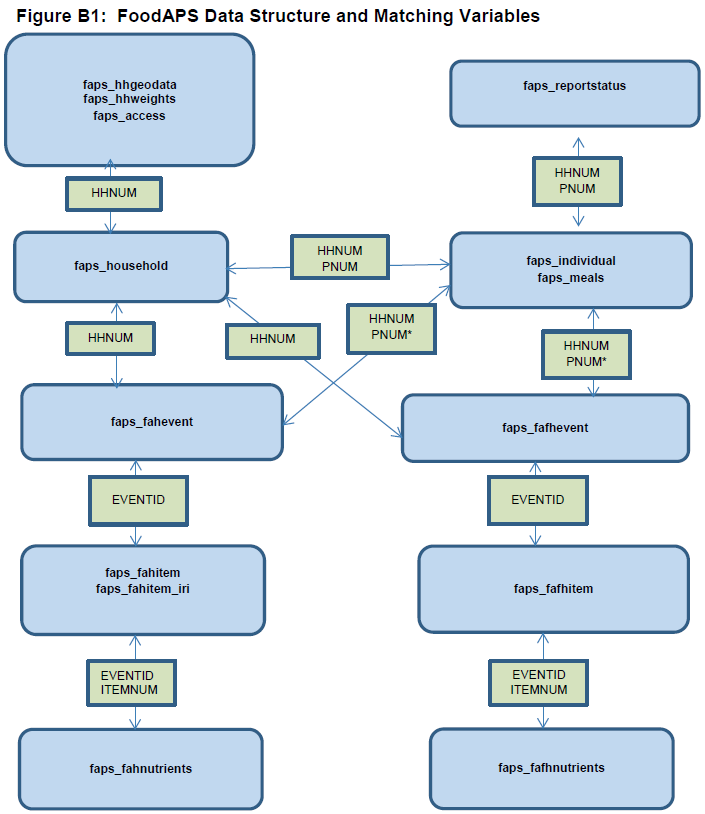 Figure B1:  FoodAPS Data Structure and Matching Variables
faps_hhgeodata
faps_hhweights
faps_access
faps_reportstatus
HHNUM
HHNUM
PNUM
faps_household
HHNUM
PNUM
faps_individual
faps_meals
HHNUM
HHNUM
HHNUM
PNUM*
HHNUM
PNUM*
faps_fahevent
faps_fafhevent
EVENTID
EVENTID
faps_fahitem
faps_fahitem_iri
faps_fafhitem
EVENTID
ITEMNUM
EVENTID
ITEMNUM
faps_fahnutrients
faps_fafhnutrients